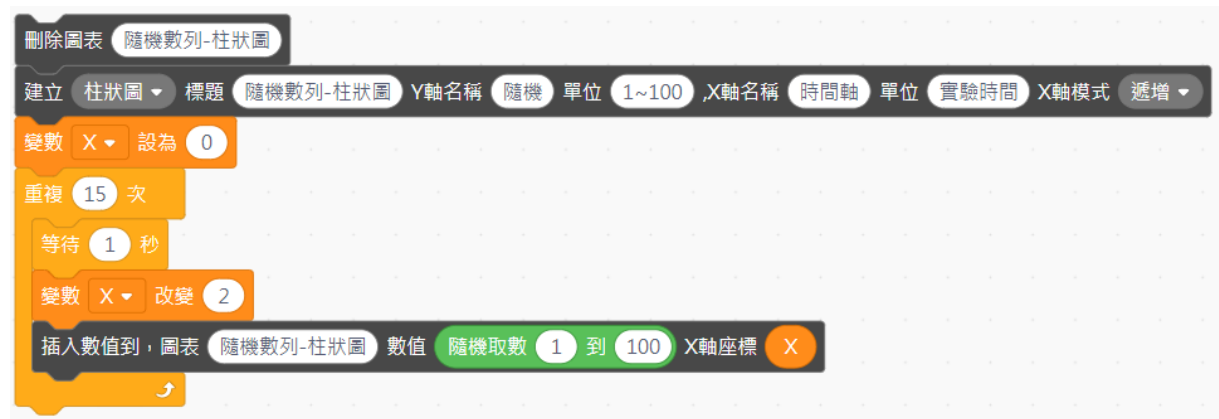 刪除圖表 隨機數列-柱狀圖
建立 柱狀圖 標題 隨機數列-柱狀圖 Y軸名稱 隨機 單位 1~100 ,X軸名稱 時間軸 單位 實驗時間 X軸模式 遞增
變數 X 設為 0
重複 15 次
等待 1 秒
變數 X 改變 2
插入數值到，圖表 隨機數列-柱狀圖 數值 隨機取數 1 到 100 X軸座標 X